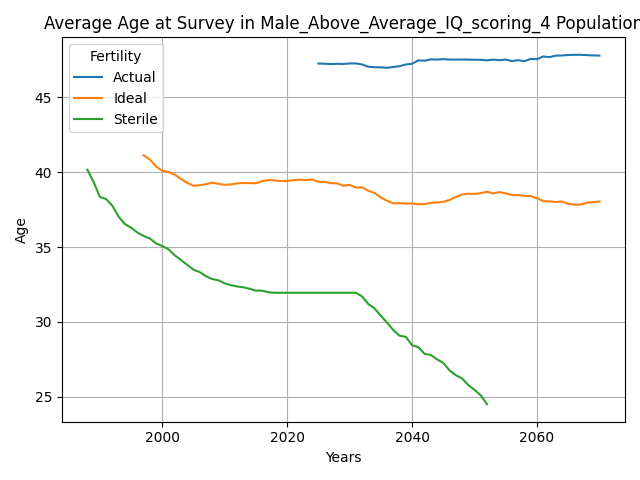 Average Age at Survey in Male_Above_Average_IQ_scoring_4 Population
Fertility
Actual
Ideal
Sterile
45
40
35
30
25
Age
2000
2020
2040
2060
Years